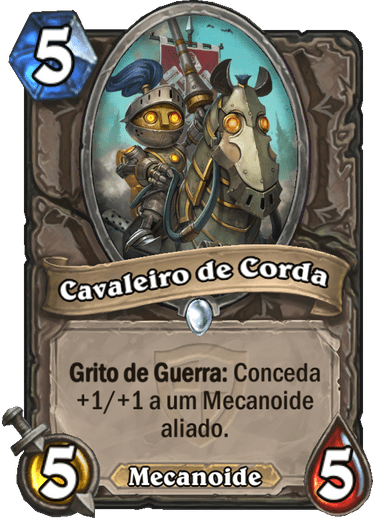 5
Cavaleiro de Corda
Grito de Guerra: Conceda
+1/+1 a um Mecanoide
aliado.
5
Mecanoide
5